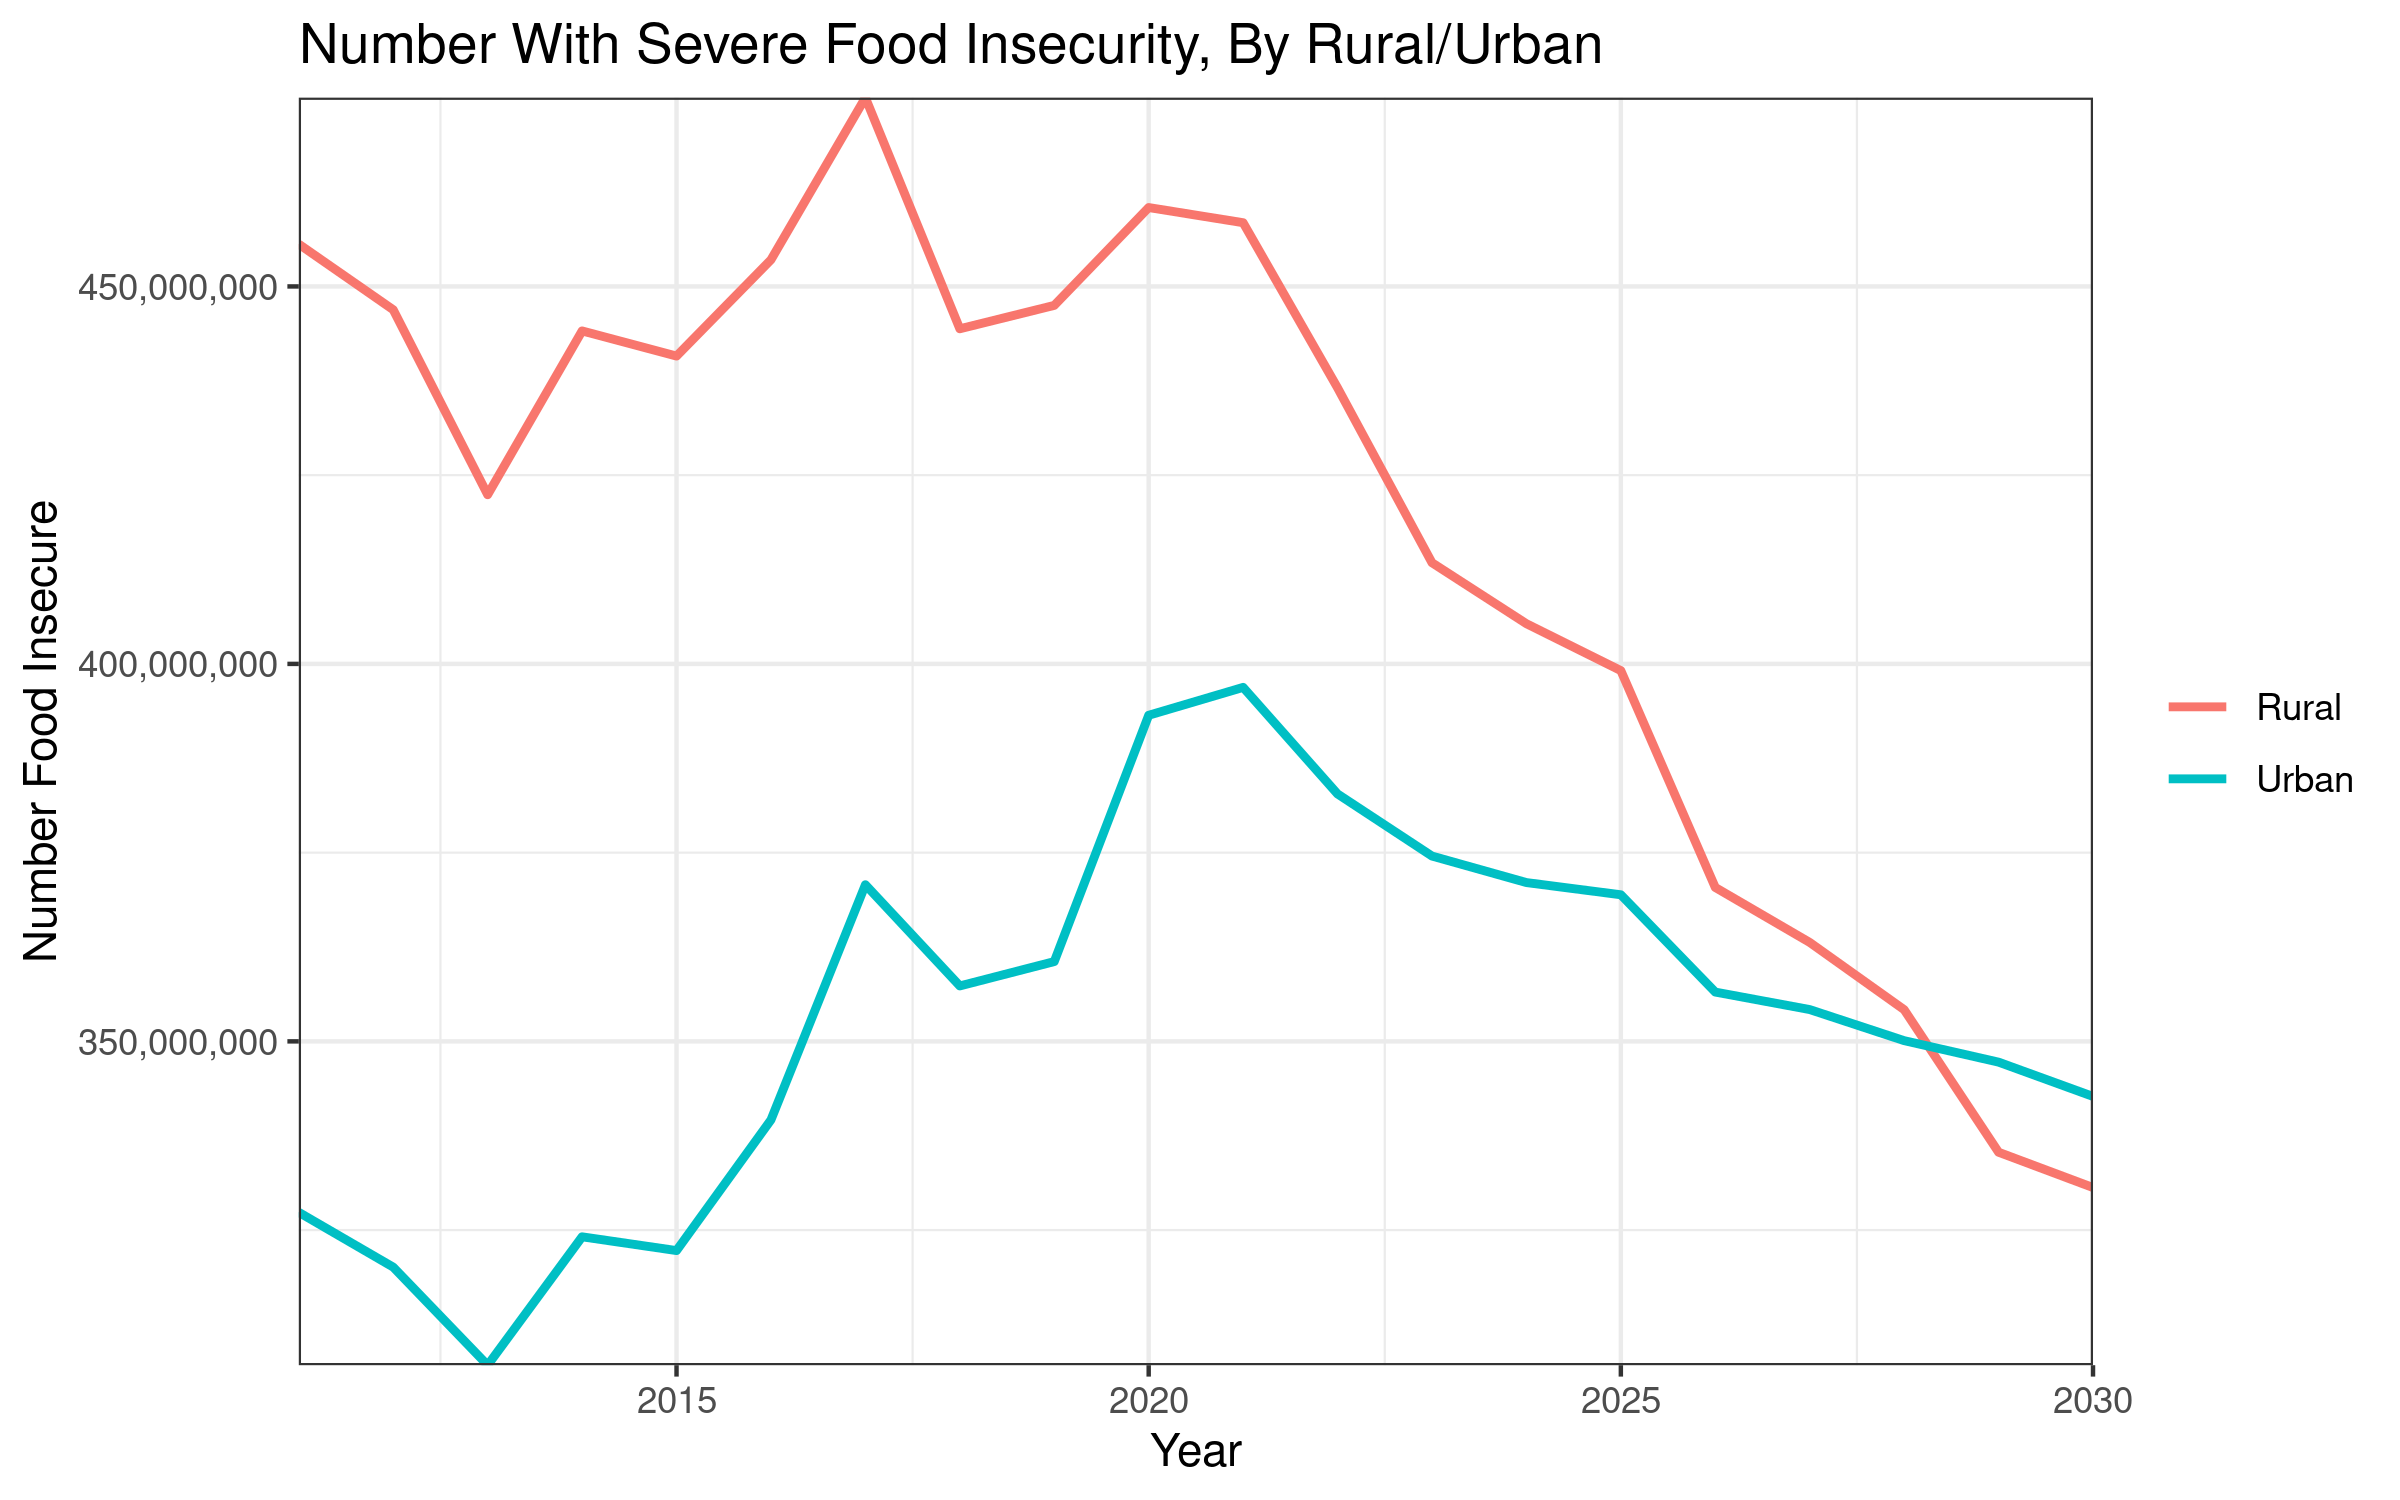 Number With Severe Food Insecurity, By Rural/Urban
Number Food Insecure
450,000,000
400,000,000
350,000,000
2015
2020
2025
2030
Year
Rural
Urban